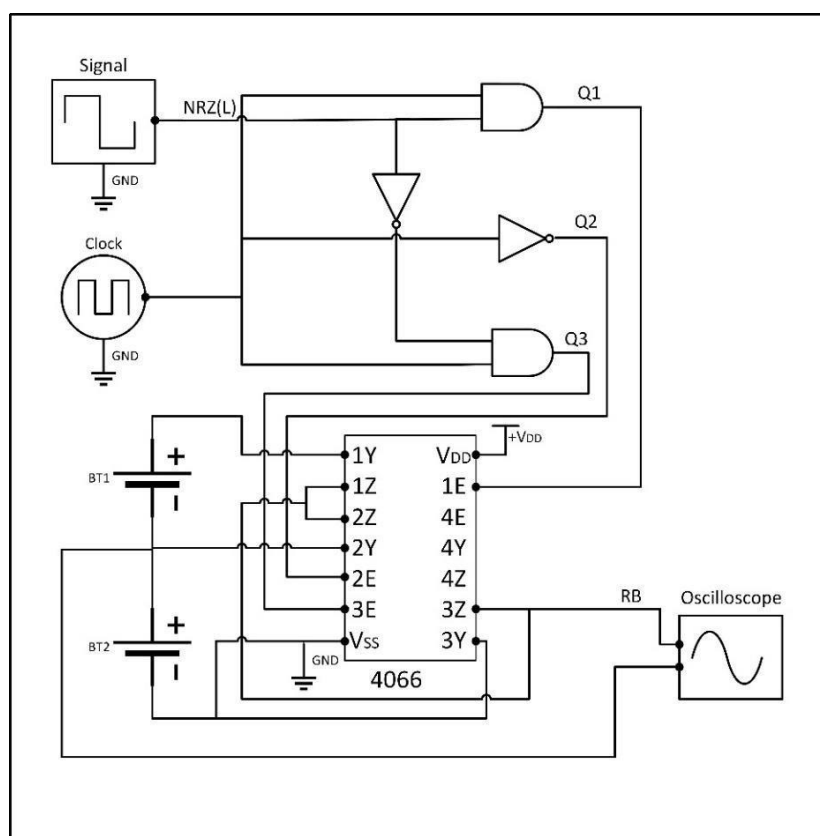 Signal
NRZ(L)
Q1
GND
Q2
Clock
Q3
GND
+VDD
1Y
VDD
BT1
1Z
1E
2Z
4E
2Y
4Y
2E
4Z
RB
Oscilloscope
3E
3Z
BT2
VSS
GND
3Y
4066